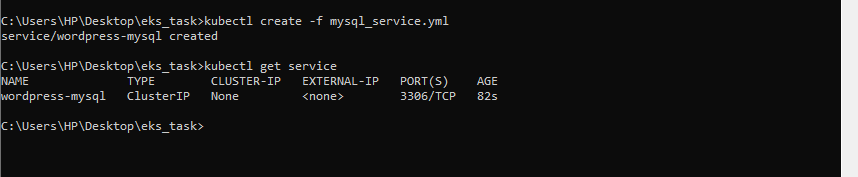 C:\Users\HP\Desktop\eks_task>kubectl create -f mysql_service.yml
service/wordpress-mysql created
C:\Users\HP\Desktop\eks_task>kubectl get service
NAME TYPE CLUSTER-IP EXTERNAL-IP PORT(S) AGE
wordpress-mysql ClusterIP None <none> 3306/TCP 82s
C:\Users\HP\Desktop\eks_task>